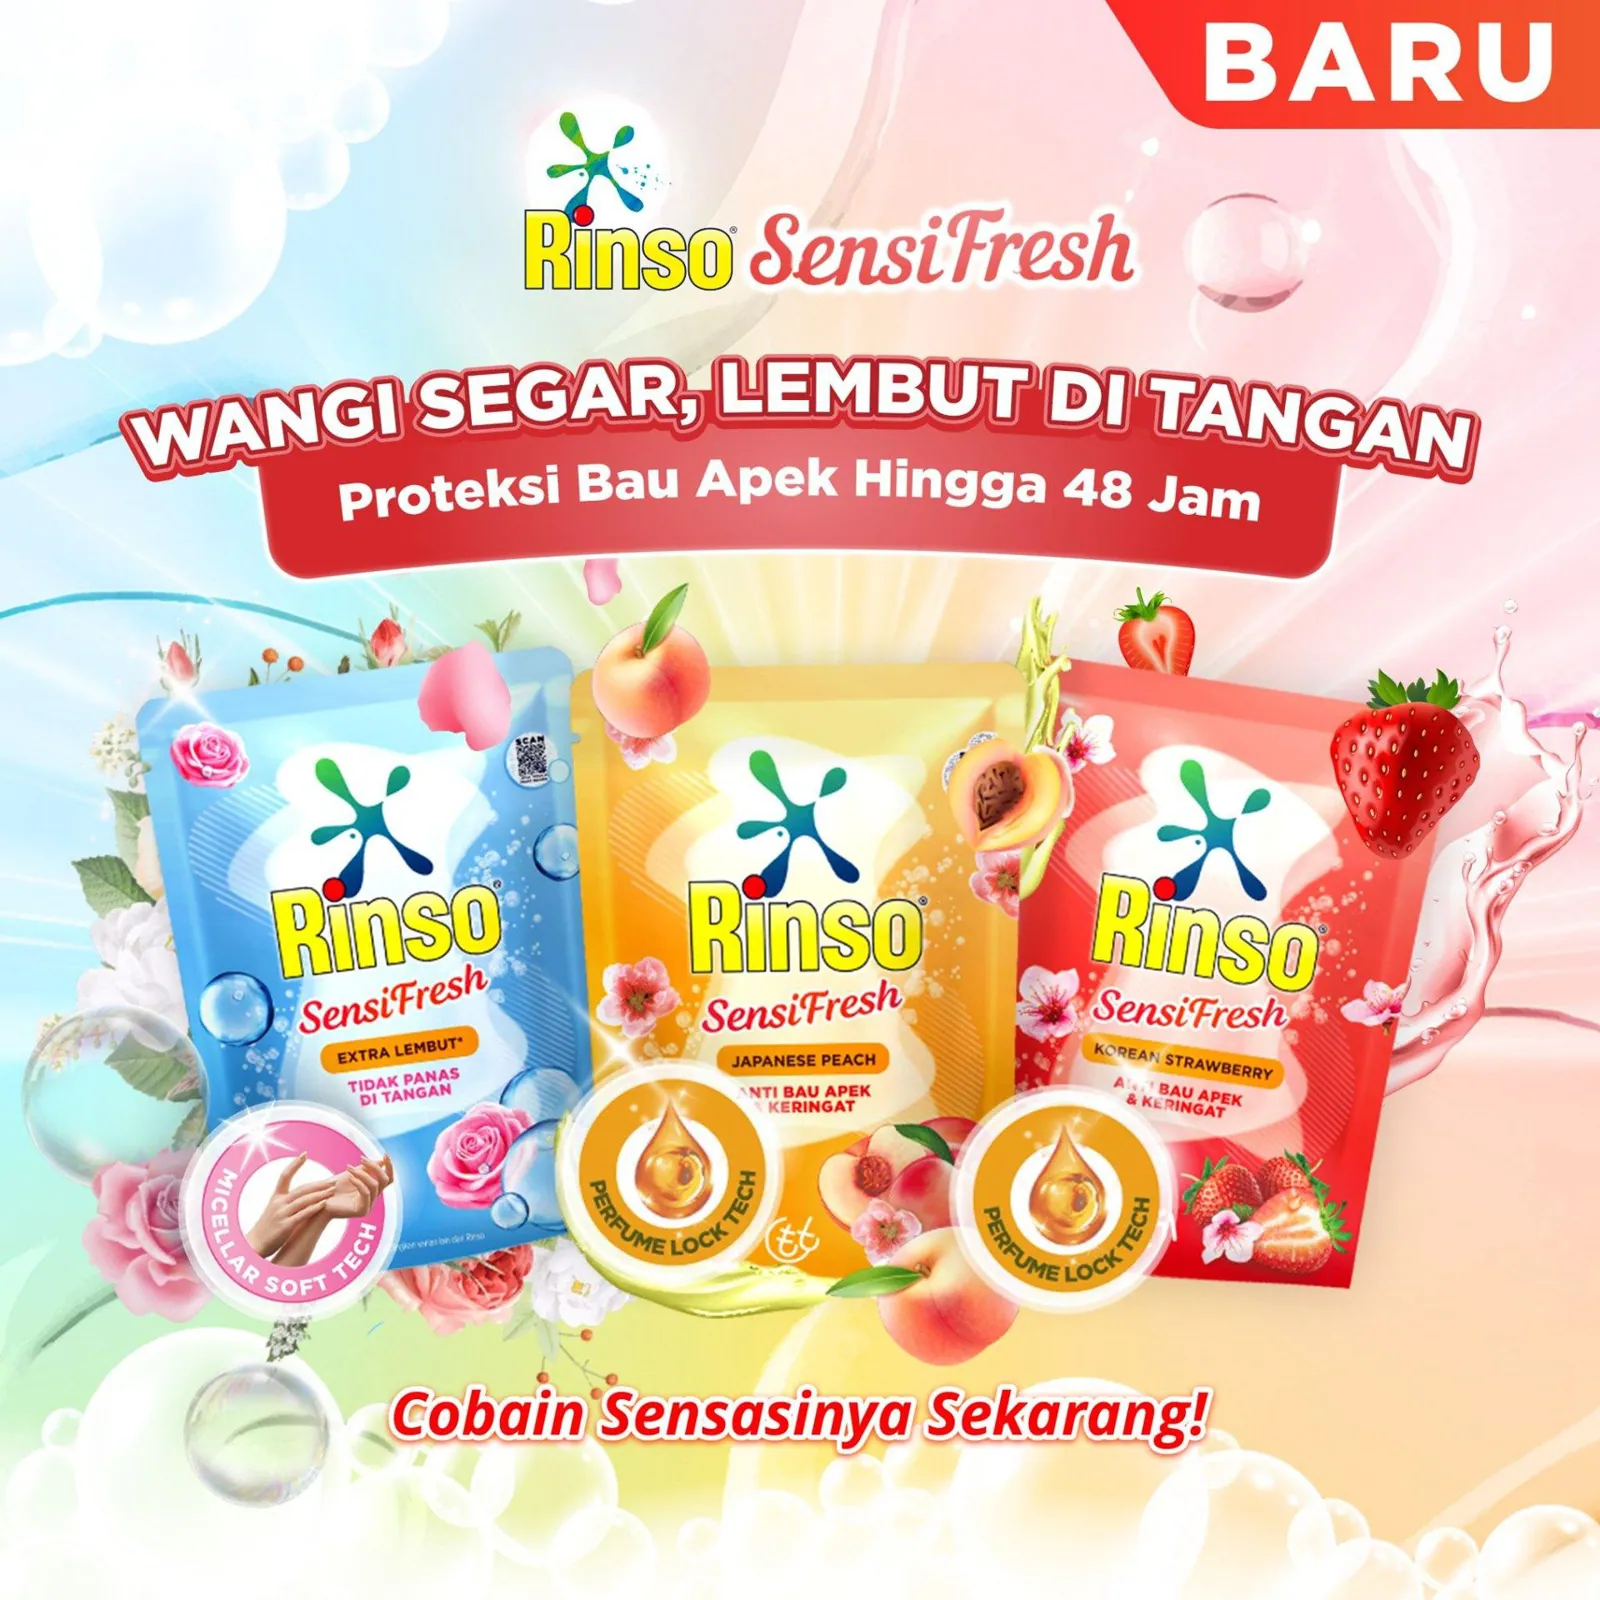 BARU
Rinso SensiFresh
WANGI SEGAR, LEMBUT DI TANGAN
Proteksi Bau Apek Hingga 48 Jam
SCAN
Rinso
SensiFresh
EXTRA LEMBUT*
TIDAK PANAS
DI TANGAN
MICELLAR SOFT TECH
Rinso
SensiFresh
JAPANESE PEACH
ANTI BAU APEK
& KERINGAT
PERFUME LOCK TECH
Rinso
SensiFresh
KOREAN STRAWBERRY
ANTI BAU APEK
& KERINGAT
PERFUME LOCK TECH
Cobain Sensasinya Sekarang!